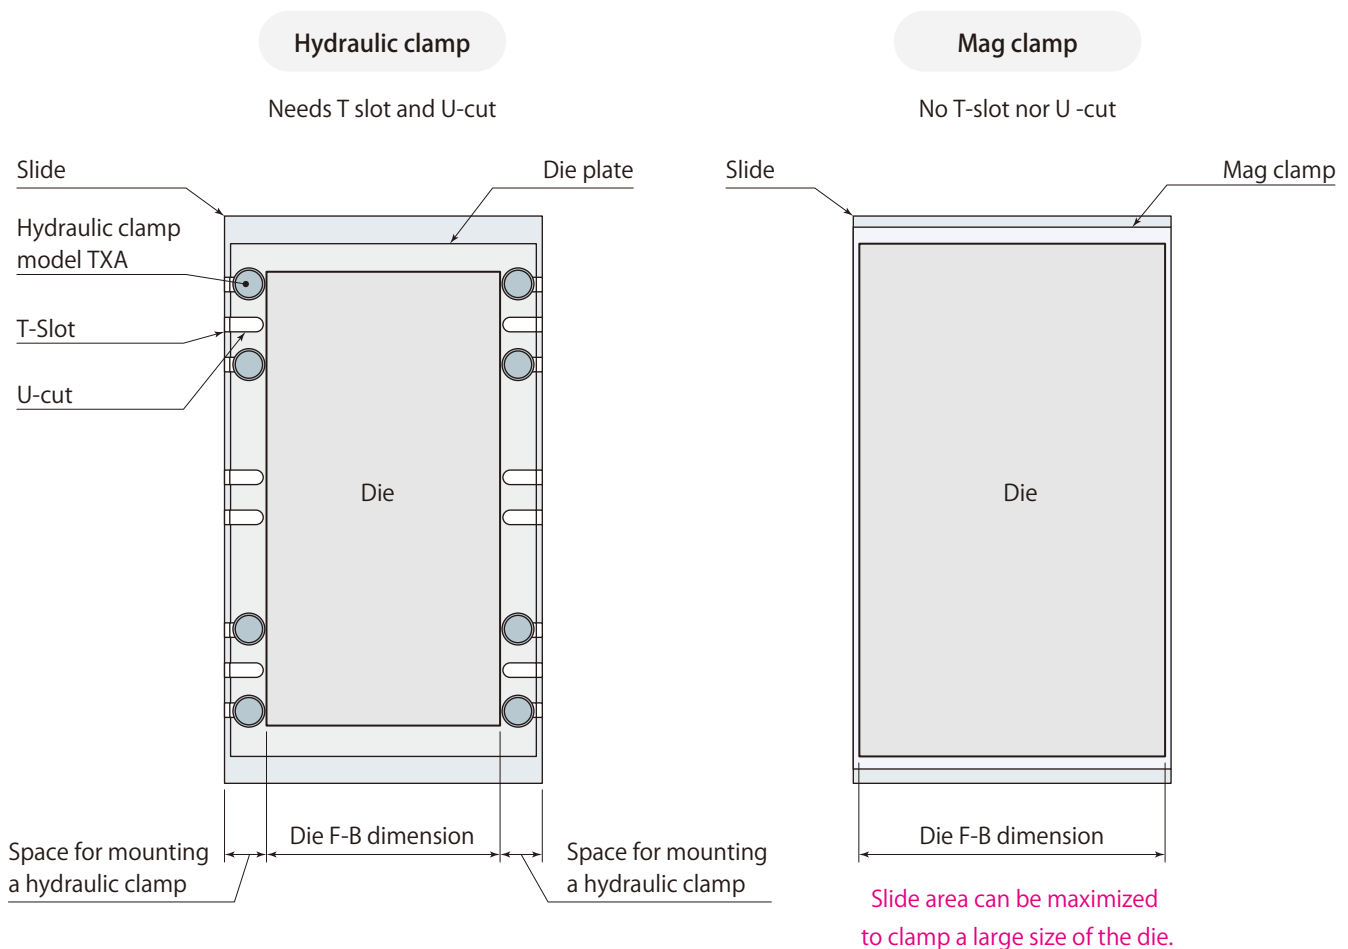 Hydraulic clamp
Needs T slot and U-cut
Slide
Die plate
Hydraulic clamp
model TXA
T-Slot
U-cut
Die
Space for mounting
a hydraulic clamp
Die F-B dimension
Space for mounting
a hydraulic clamp
Mag clamp
No T-slot nor U -cut
Slide
Mag clamp
Die
Die F-B dimension
Slide area can be maximized
to clamp a large size of the die.